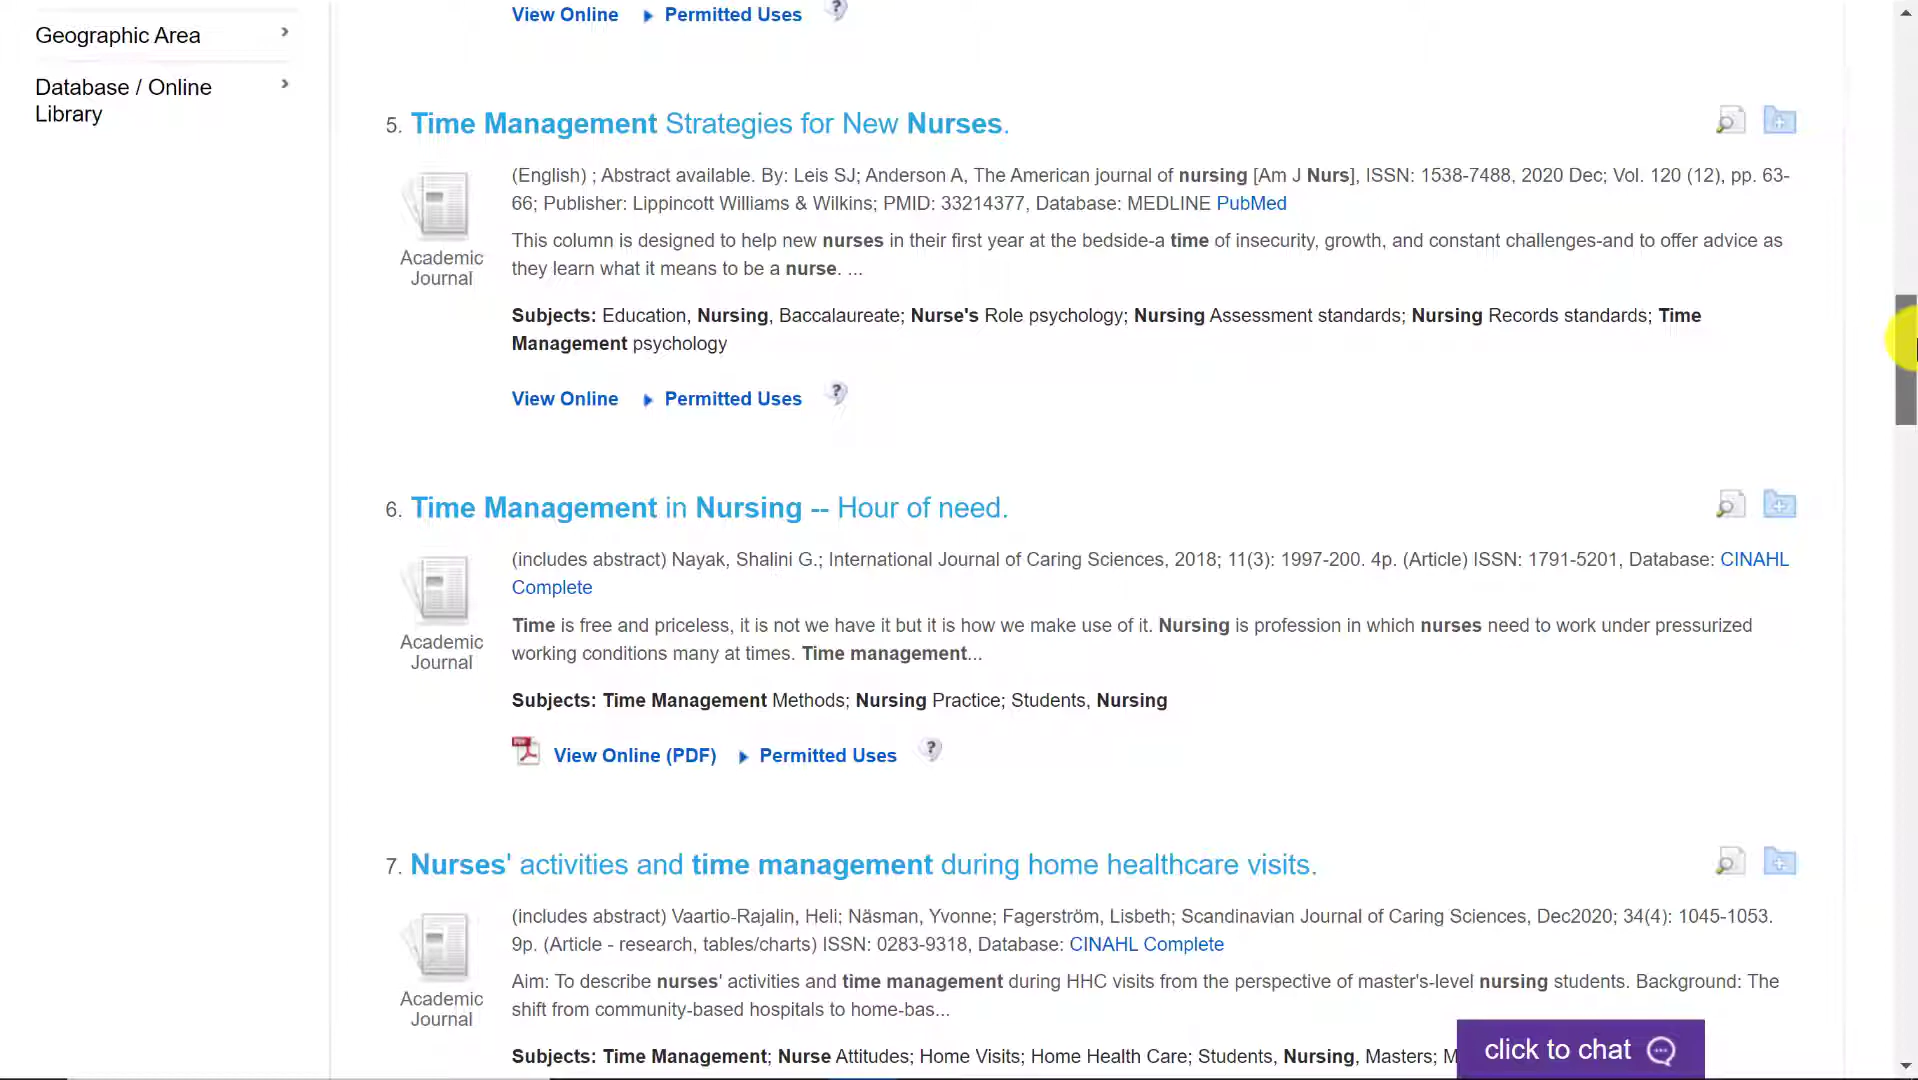 View Online Permitted Uses ?
Geographic Area
Database / Online
Library
5. Time Management Strategies for New Nurses.
(English) ; Abstract available. By: Leis SJ; Anderson A, The American journal of nursing [Am J Nurs], ISSN: 1538-7488, 2020 Dec; Vol. 120 (12), pp. 63-
66; Publisher: Lippincott Williams & Wilkins; PMID: 33214377, Database: MEDLINE PubMed
Academic
Journal
This column is designed to help new nurses in their first year at the bedside-a time of insecurity, growth, and constant challenges-and to offer advice as
they learn what it means to be a nurse. ...
Subjects: Education, Nursing, Baccalaureate; Nurse's Role psychology; Nursing Assessment standards; Nursing Records standards; Time
Management psychology
View Online Permitted Uses ?
6. Time Management in Nursing -- Hour of need.
(includes abstract) Nayak, Shalini G.; International Journal of Caring Sciences, 2018; 11(3): 1997-200. 4p. (Article) ISSN: 1791-5201, Database: CINAHL
Complete
Academic
Journal
Time is free and priceless, it is not we have it but it is how we make use of it. Nursing is profession in which nurses need to work under pressurized
working conditions many at times. Time management...
Subjects: Time Management Methods; Nursing Practice; Students, Nursing
View Online (PDF) Permitted Uses ?
7. Nurses' activities and time management during home healthcare visits.
(includes abstract) Vaartio-Rajalin, Heli; Näsman, Yvonne; Fagerström, Lisbeth; Scandinavian Journal of Caring Sciences, Dec2020; 34(4): 1045-1053.
9p. (Article - research, tables/charts) ISSN: 0283-9318, Database: CINAHL Complete
Academic
Journal
Aim: To describe nurses' activities and time management during HHC visits from the perspective of master's-level nursing students. Background: The
shift from community-based hospitals to home-bas...
Subjects: Time Management; Nurse Attitudes; Home Visits; Home Health Care; Students, Nursing, Masters; M
click to chat